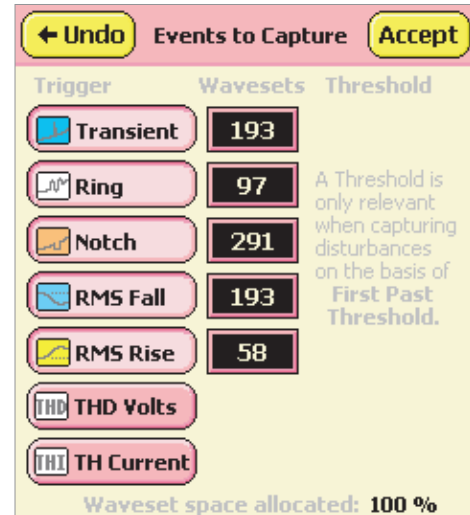 Undo Events to Capture Accept
Trigger Wavesets Threshold
Transient 193
Ring 97
Notch 291
RMS Fall 193
RMS Rise 58
A Threshold is
only relevant
when capturing
disturbances
on the basis of
First Past
Threshold.
THD THD Volts
THI TH Current
Waveset space allocated: 100 %